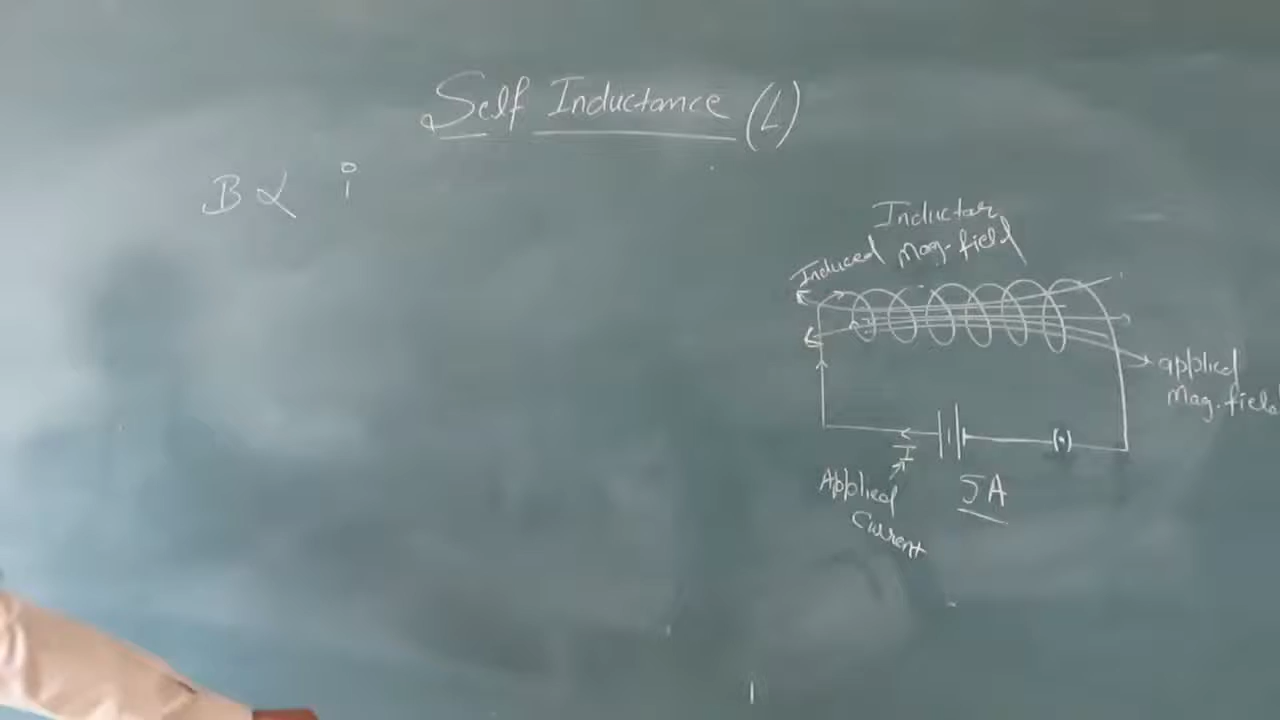 Self Inductance (L)
B ∝ i
Inductor
Induced Mag. field
applied
Mag. field
I
Applied
Current
5A